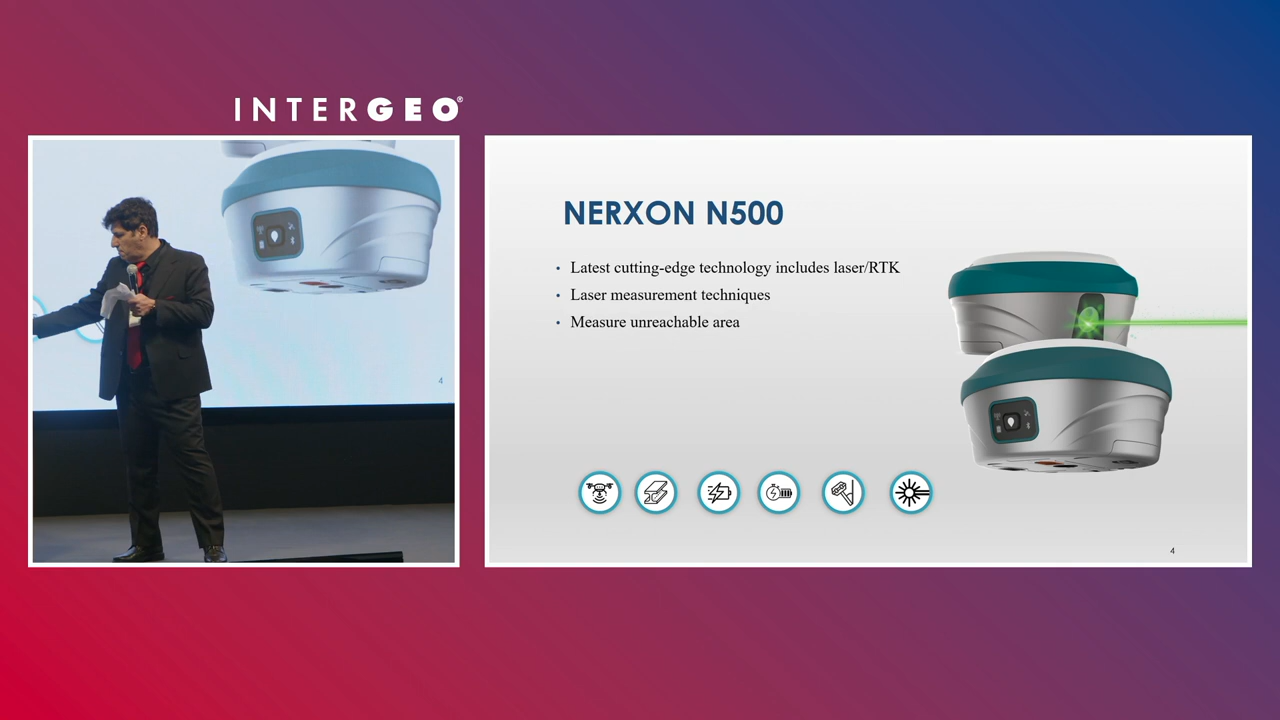 INTERGEO®
4
NERXON N500
• Latest cutting-edge technology includes laser/RTK
• Laser measurement techniques
• Measure unreachable area
4